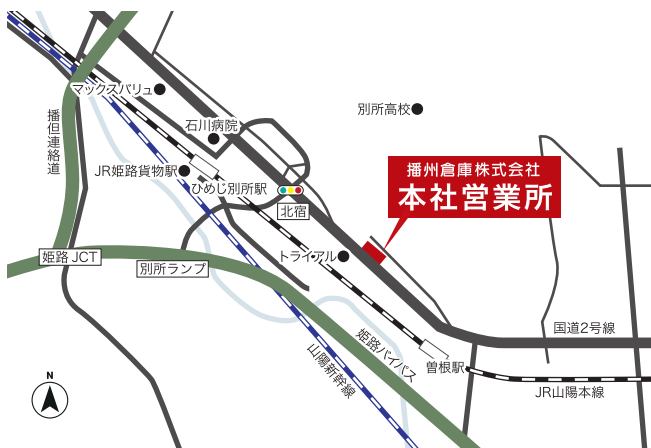 マックスバリュ
別所高校
石川病院
播但連絡道
播州倉庫株式会社
本社営業所
JR姫路貨物駅
ひめじ別所駅
北宿
姫路JCT
別所ランプ
トライアル
国道2号線
山陽新幹線
姫路バイパス
曽根駅
JR山陽本線
N